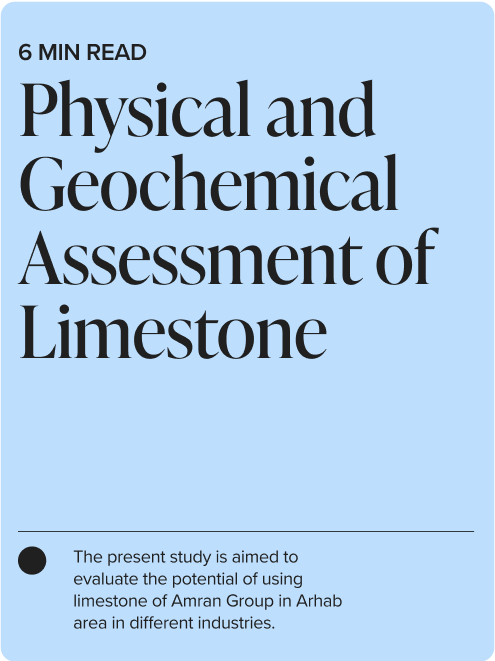 6 MIN READ
Physical and
Geochemical
Assessment of
Limestone
The present study is aimed to
evaluate the potential of using
limestone of Amran Group in Arhab
area in different industries.